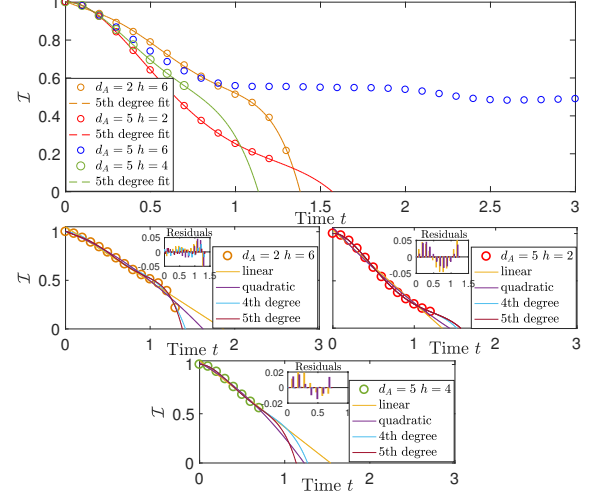 1
0.8
0.6
0.4
0.2
0
ℐ
d_A = 2 h = 6
5th degree fit
d_A = 5 h = 2
5th degree fit
d_A = 5 h = 6
d_A = 5 h = 4
5th degree fit
0 0.5 1 1.5 2 2.5 3
Time t
1
0.5
0
ℐ
Residuals
0.05
0
-0.05
0 0.5 1 1.5
d_A = 2 h = 6
linear
quadratic
4th degree
5th degree
0 1 2 3
Time t
Residuals
0.05
0
-0.05
0 0.5 1 1.5
d_A = 5 h = 2
linear
quadratic
4th degree
5th degree
0 1 2 3
Time t
1
0.5
0
ℐ
Residuals
0.02
0
-0.02
0 0.5 1
d_A = 5 h = 4
linear
quadratic
4th degree
5th degree
0 1 2 3
Time t